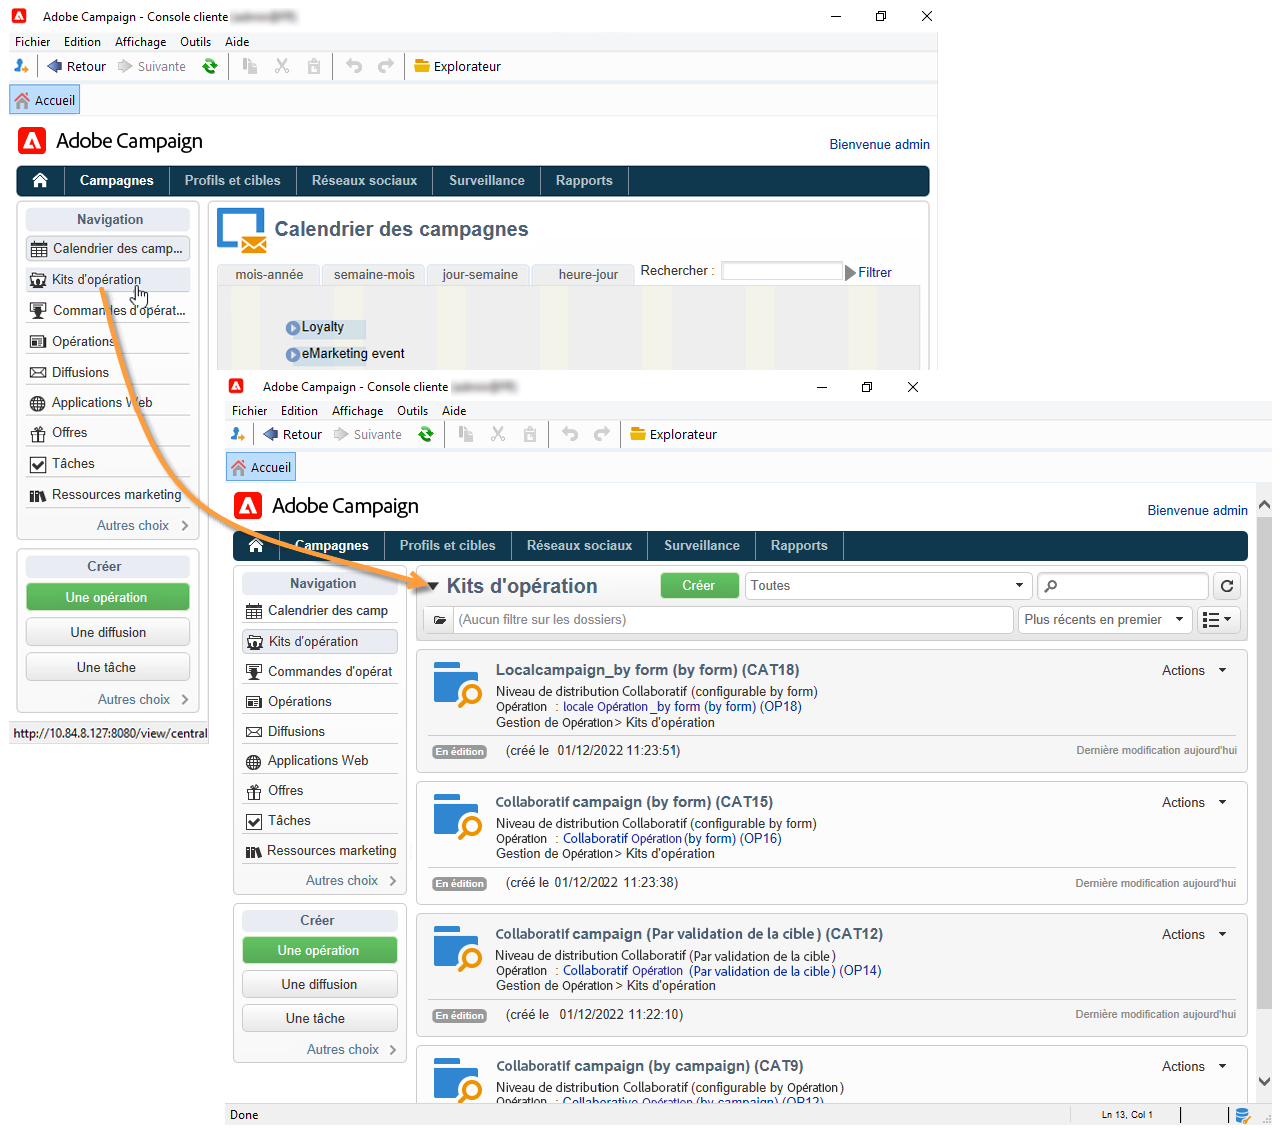 Adobe Campaign - Console cliente
Fichier Edition Affichage Outils Aide
Retour Suivante Explorateur
Accueil
Adobe Campaign
Bienvenue admin
Campagnes Profils et cibles Réseaux sociaux Surveillance Rapports
Navigation
Calendrier des camp...
Kits d'opération
Commandes d'opérat...
Opérations
Diffusions
Applications Web
Offres
Tâches
Ressources marketing
Autres choix
Créer
Une opération
Une diffusion
Une tâche
Autres choix
http://10.84.8.127:8080/view/central
Calendrier des campagnes
mois-année semaine-mois jour-semaine heure-jour Rechercher : Filtrer
Loyalty
eMarketing event
Adobe Campaign - Console cliente
Fichier Edition Affichage Outils Aide
Retour Suivante Explorateur
Accueil
Adobe Campaign
Bienvenue admin
Campagnes Profils et cibles Réseaux sociaux Surveillance Rapports
Navigation
Calendrier des camp
Kits d'opération
Commandes d'opérat
Opérations
Diffusions
Applications Web
Offres
Tâches
Ressources marketing
Autres choix
Créer
Une opération
Une diffusion
Une tâche
Autres choix
Kits d'opération Créer Toutes
(Aucun filtre sur les dossiers) Plus récents en premier
Localcampaign_by form (by form) (CAT18) Actions
Niveau de distribution Collaboratif (configurable by form)
Opération : locale Opération _by form (by form) (OP18)
Gestion de Opération > Kits d'opération
En édition (créé le 01/12/2022 11:23:51) Dernière modification aujourd'hui
Collaboratif campaign (by form) (CAT15) Actions
Niveau de distribution Collaboratif (configurable by form)
Opération : Collaboratif Opération (by form) (OP16)
Gestion de Opération > Kits d'opération
En édition (créé le 01/12/2022 11:23:38) Dernière modification aujourd'hui
Collaboratif campaign (Par validation de la cible) (CAT12) Actions
Niveau de distribution Collaboratif (Par validation de la cible)
Opération : Collaboratif Opération (Par validation de la cible) (OP14)
Gestion de Opération > Kits d'opération
En édition (créé le 01/12/2022 11:22:10) Dernière modification aujourd'hui
Collaboratif campaign (by campaign) (CAT9) Actions
Niveau de distribution Collaboratif (configurable by Opération)
Opération : Collaborative Opération (by campaign) (OP12)
Done Ln 13, Col 1